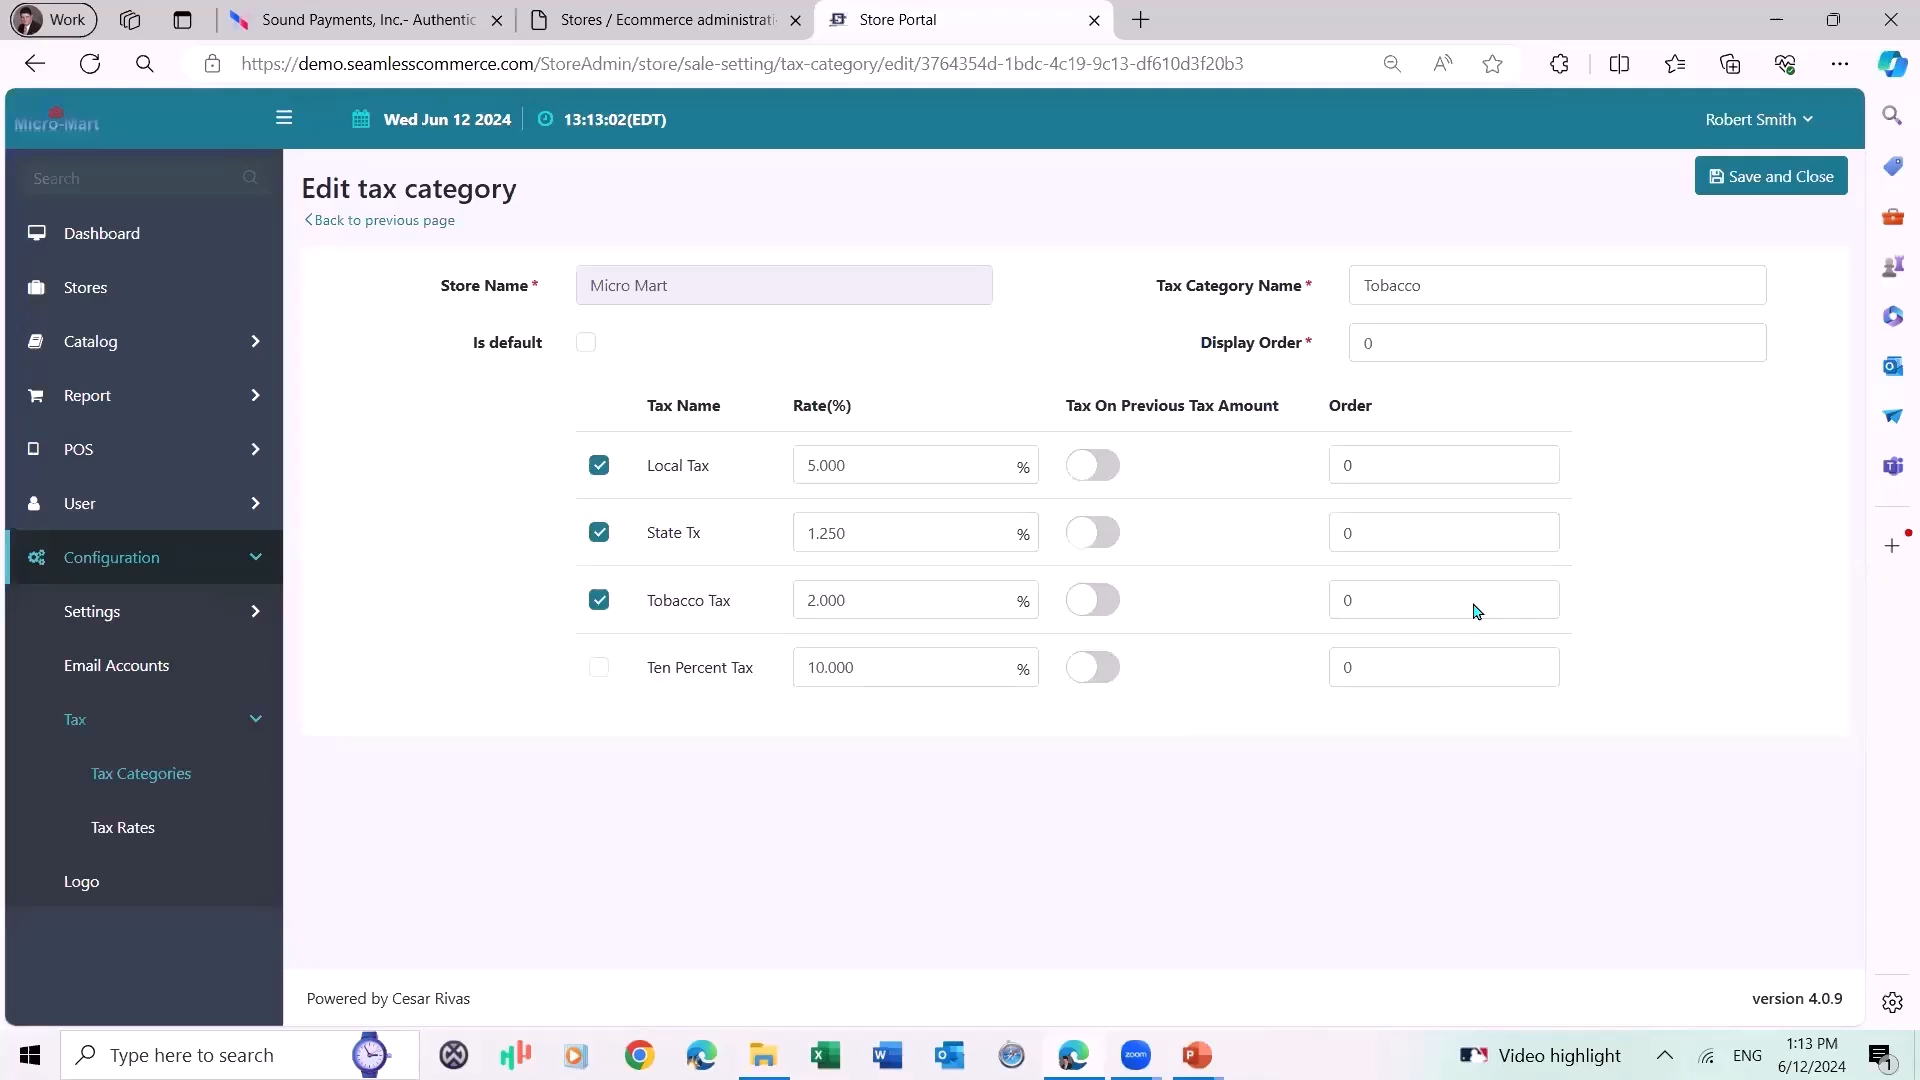 Work
Sound Payments, Inc.- Authentic
Stores / Ecommerce administrati
Store Portal
https://demo.seamlesscommerce.com/StoreAdmin/store/sale-setting/tax-category/edit/3764354d-1bdc-4c19-9c13-df610d3f20b3
Micro-Mart
Wed Jun 12 2024
13:13:02(EDT)
Robert Smith
Search
Dashboard
Stores
Catalog
Report
POS
User
Configuration
Settings
Email Accounts
Tax
Tax Categories
Tax Rates
Logo
Edit tax category
Back to previous page
Save and Close
Store Name* Micro Mart
Tax Category Name* Tobacco
Is default
Display Order* 0
Tax Name Rate(%) Tax On Previous Tax Amount Order
Local Tax 5.000 % 0
State Tx 1.250 % 0
Tobacco Tax 2.000 % 0
Ten Percent Tax 10.000 % 0
Powered by Cesar Rivas
version 4.0.9
Type here to search
zoom
Video highlight
ENG
1:13 PM
6/12/2024
1